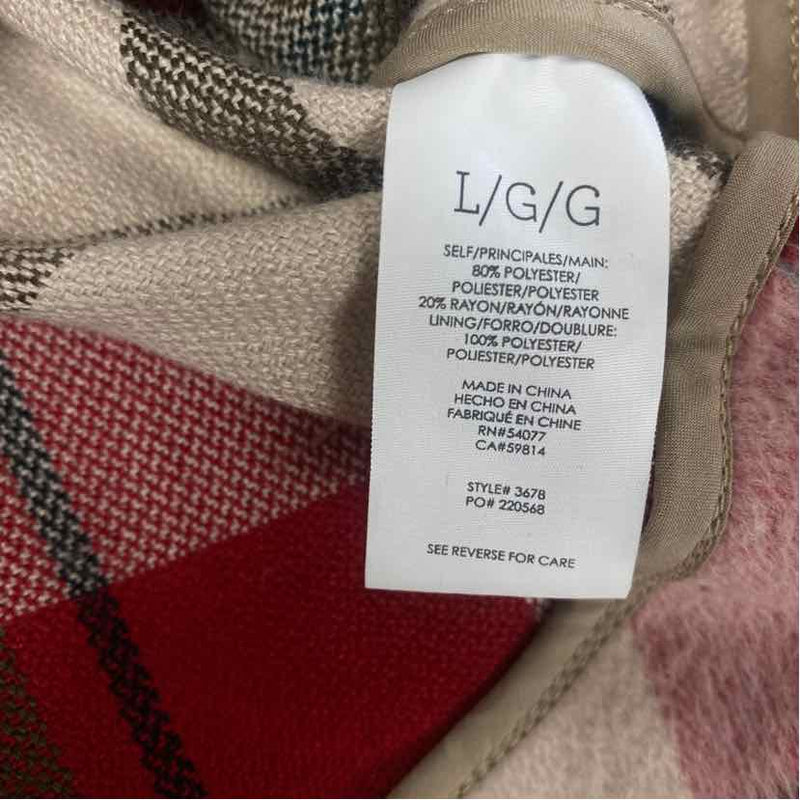 L/G/G
SELF/PRINCIPALES/MAIN:
80% POLYESTER/
POLIESTER/POLYESTER
20% RAYON/RAYÓN/RAYONNE
LINING/FORRO/DOUBLURE:
100% POLYESTER/
POLIESTER/POLYESTER
MADE IN CHINA
HECHO EN CHINA
FABRIQUÉ EN CHINE
RN#54077
CA#59814
STYLE# 3678
PO# 220568
SEE REVERSE FOR CARE